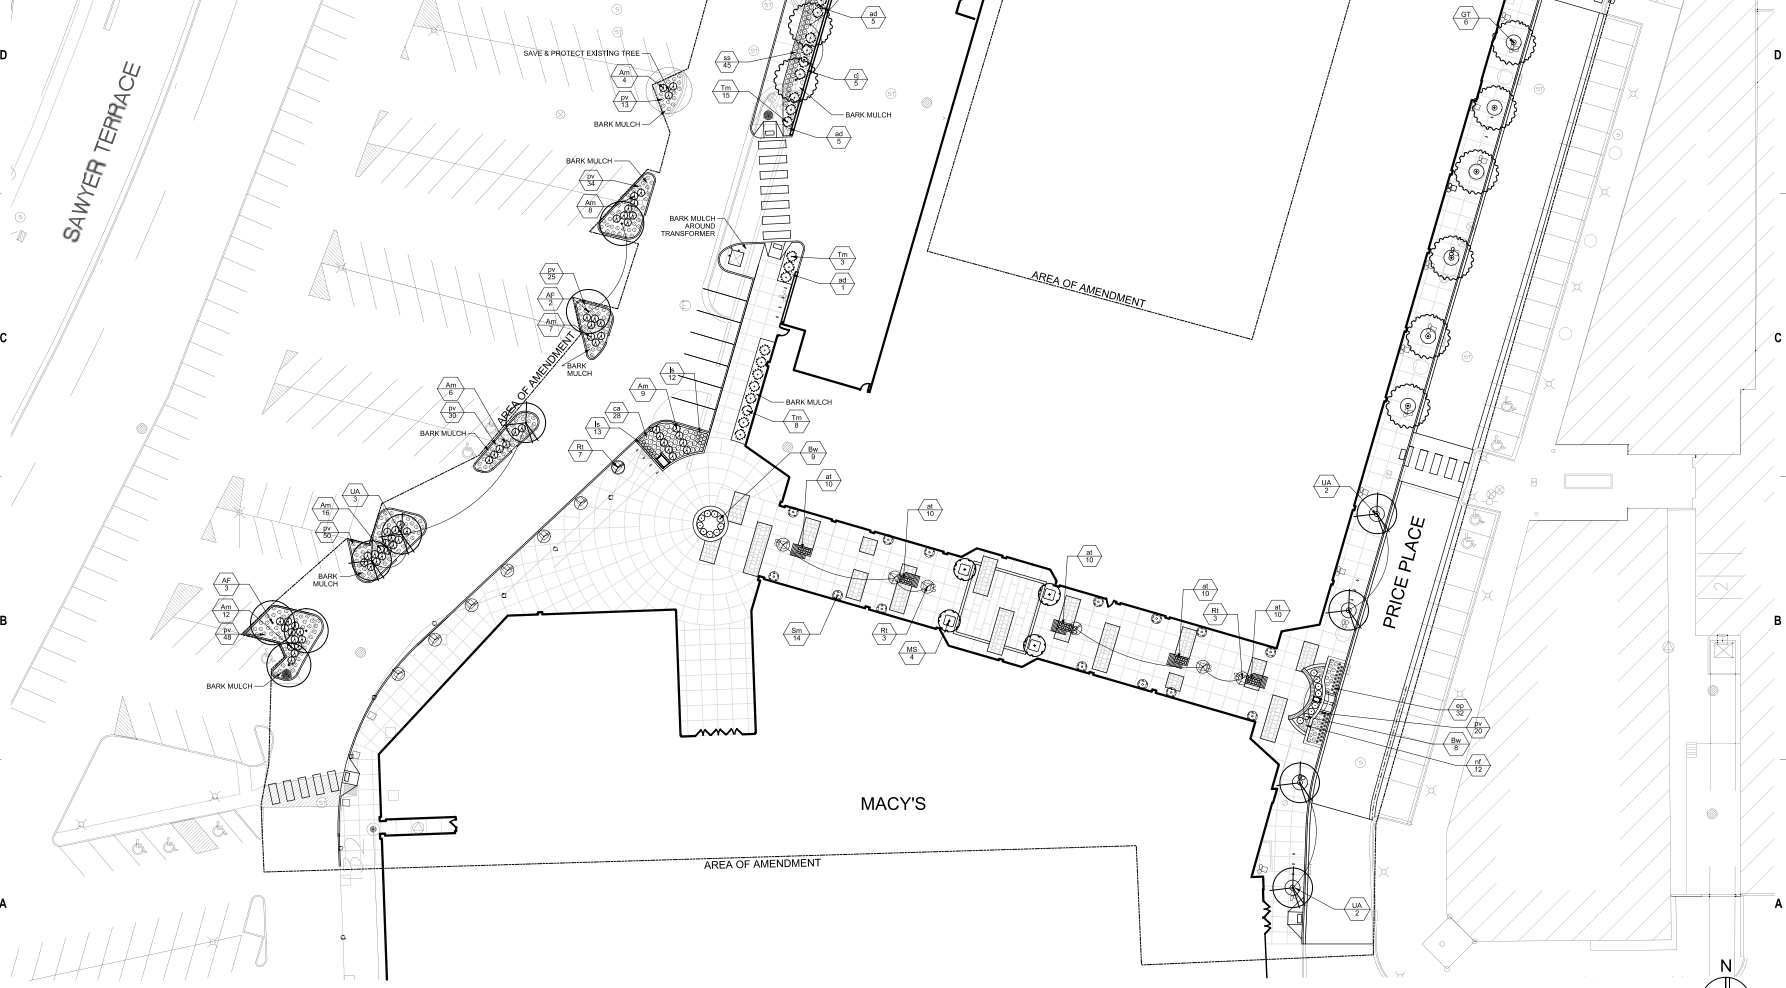 D
D
C
C
B
B
A
A
SAWYER TERRACE
SAVE & PROTECT EXISTING TREE
Am
4
pv
13
BARK MULCH
ad
5
ss
45
cj
5
Tm
15
BARK MULCH
ad
5
GT
6
BARK MULCH
pv
34
Am
8
BARK MULCH
AROUND
TRANSFORMER
Tm
3
ad
1
AREA OF AMENDMENT
pv
25
AF
2
Am
7
BARK
MULCH
AREA OF AMENDMENT
Am
6
pv
30
BARK MULCH
ls
12
Am
9
ca
28
ls
13
Rt
7
BARK MULCH
Tm
8
Bw
9
at
10
at
10
UA
3
Am
16
pv
50
BARK
MULCH
UA
2
PRICE PLACE
at
10
at
10
Rt
3
at
10
AF
3
Am
12
pv
48
BARK MULCH
Sm
14
Rt
3
MS
4
ep
32
pv
20
Bw
8
nf
12
MACY'S
AREA OF AMENDMENT
UA
2
N